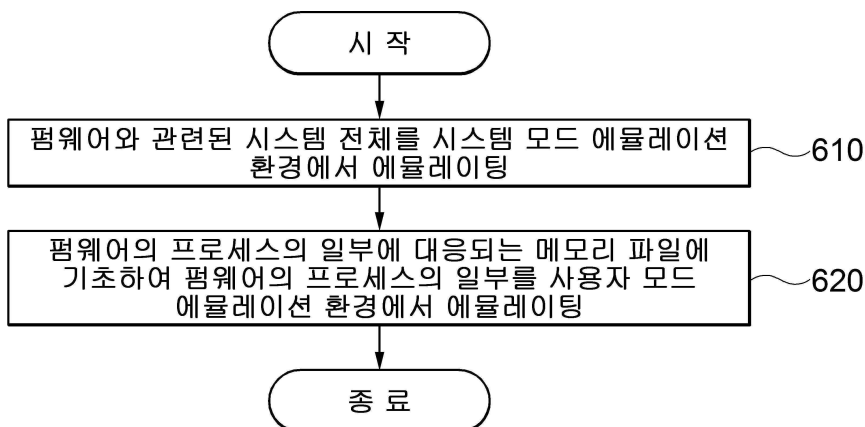 시 작
펌웨어와 관련된 시스템 전체를 시스템 모드 에뮬레이션
환경에서 에뮬레이팅
610
펌웨어의 프로세스의 일부에 대응되는 메모리 파일에
기초하여 펌웨어의 프로세스의 일부를 사용자 모드
에뮬레이션 환경에서 에뮬레이팅
620
종 료